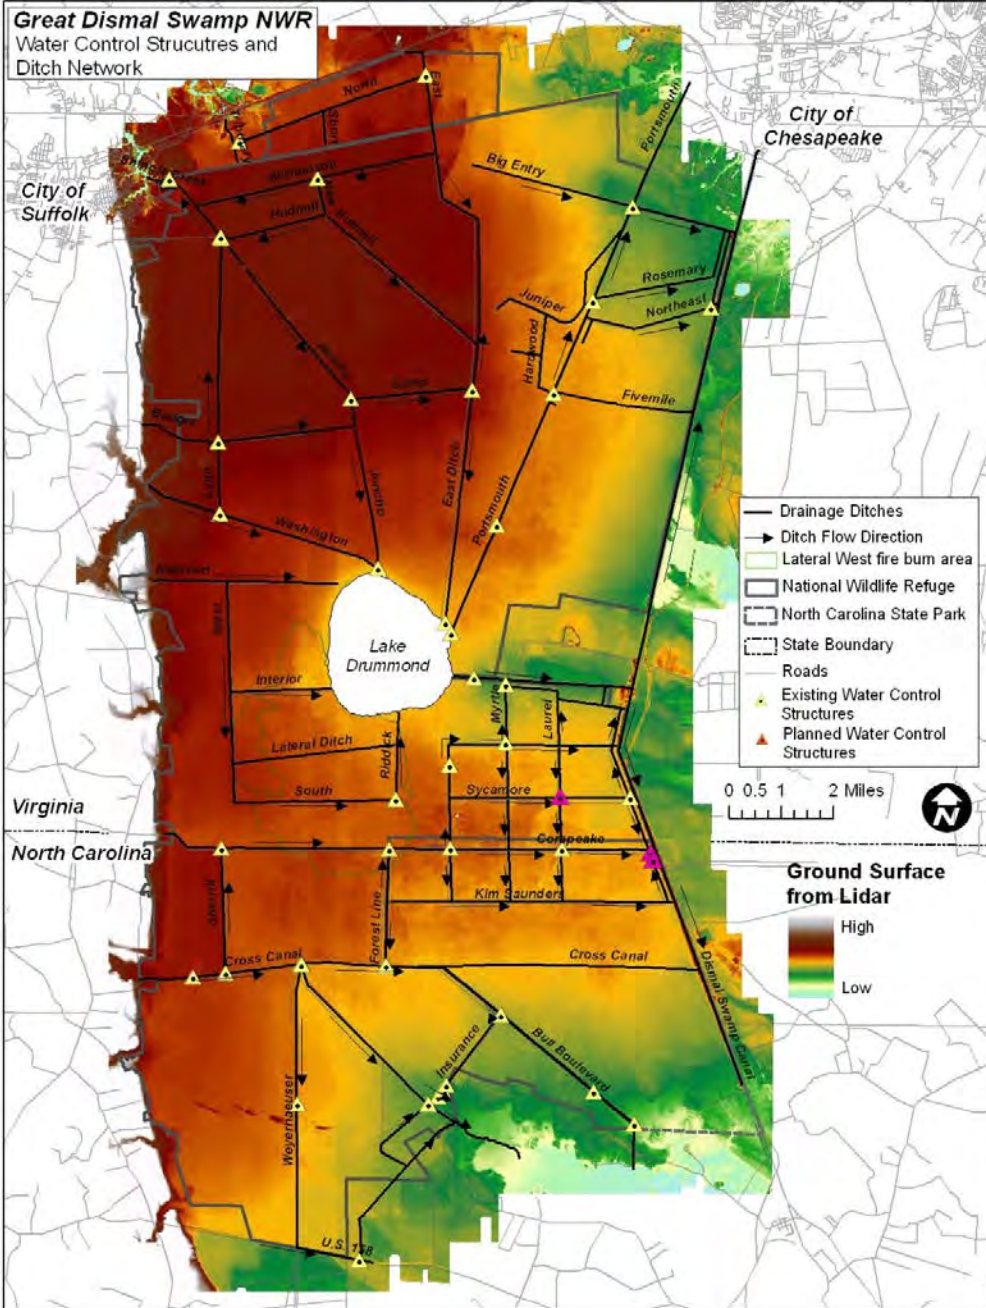 Great Dismal Swamp NWR
Water Control Strucutres and
Ditch Network
City of
Chesapeake
City of
Suffolk
North
East
Portsmouth
Big Entry
Hudnell
Rosemary
Northeast
Juniper
Hardwood
Fivemile
Camp
East Ditch
Portsmouth
Jericho
Washington
Lake
Drummond
Interior
Myrtle
Laurel
Lateral Ditch
Riddick
South
Sycamore
Virginia
North Carolina
Corapeake
Kim Saunders
Sherrill
Forest Line
Cross Canal
Cross Canal
Dismal Swamp Canal
Insurance
Bull Boulevard
Weyerhaeuser
U.S. 158
Drainage Ditches
Ditch Flow Direction
Lateral West fire burn area
National Wildlife Refuge
North Carolina State Park
State Boundary
Roads
Existing Water Control
Structures
Planned Water Control
Structures
0 0.5 1 2 Miles
N
Ground Surface
from Lidar
High
Low